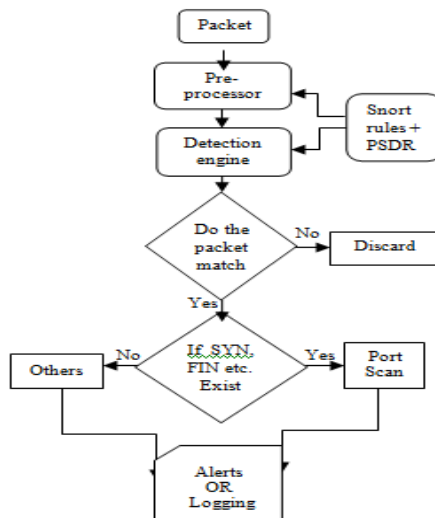 Packet
Pre-
processor
Snort
rules +
PSDR
Detection
engine
Do the
packet
match
No
Discard
Yes
If SYN,
FIN etc.
Exist
No
Others
Yes
Port
Scan
Alerts
OR
Logging